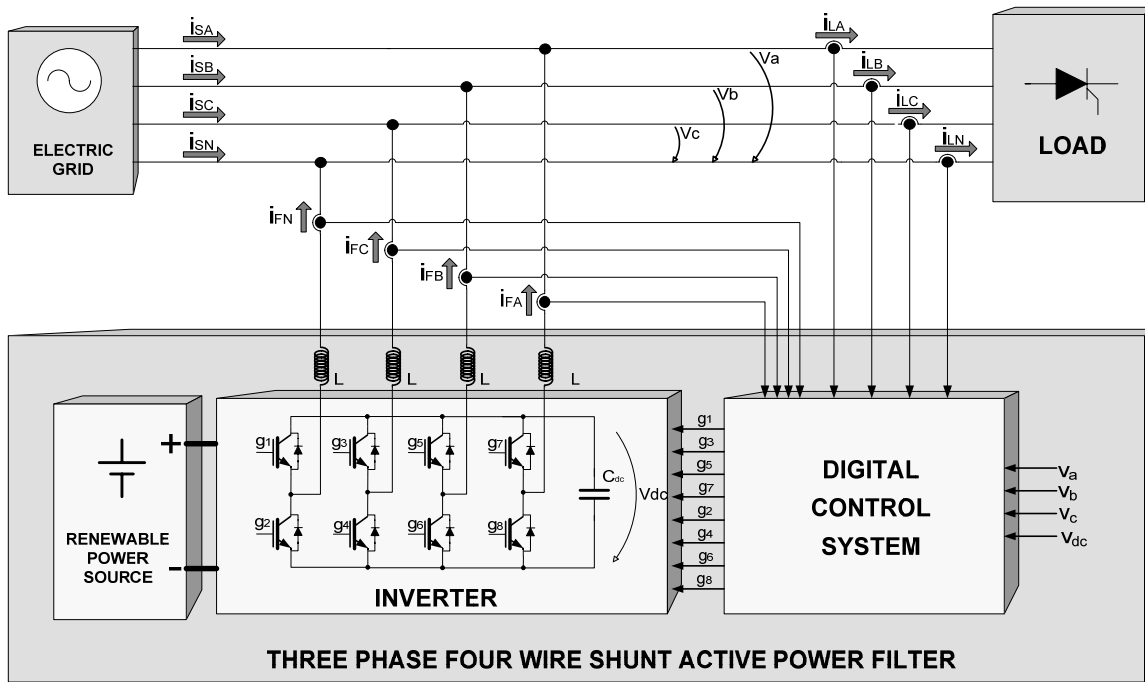 iSA
iSB
iSC
iSN
ELECTRIC
GRID
Va
Vb
Vc
iLA
iLB
iLC
iLN
LOAD
iFN
iFC
iFB
iFA
L
L
L
L
RENEWABLE
POWER
SOURCE
+
-
g1
g3
g5
g7
g2
g4
g6
g8
Cdc
Vdc
INVERTER
g1
g3
g5
g7
g2
g4
g6
g8
DIGITAL
CONTROL
SYSTEM
va
vb
vc
vdc
THREE PHASE FOUR WIRE SHUNT ACTIVE POWER FILTER